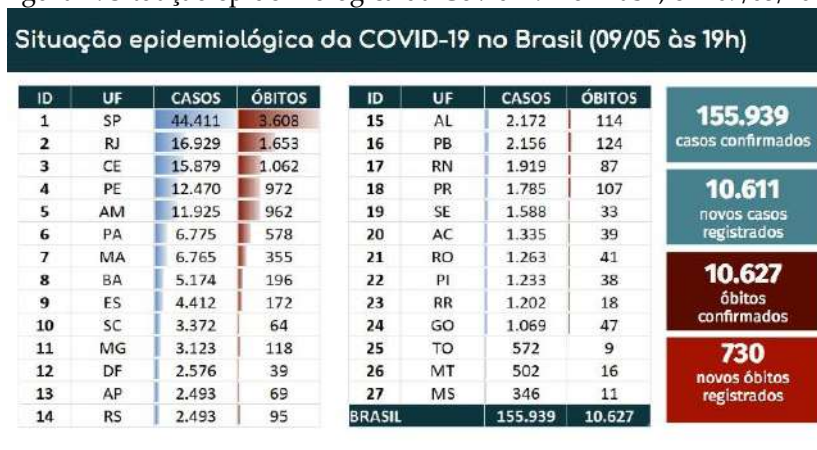 Situação epidemiológica da COVID-19 no Brasil (09/05 às 19h)
ID UF CASOS ÓBITOS
1 SP 44.411 3.608
2 RJ 16.929 1.653
3 CE 15.879 1.062
4 PE 12.470 972
5 AM 11.925 962
6 PA 6.775 578
7 MA 6.765 355
8 BA 5.174 196
9 ES 4.412 172
10 SC 3.372 64
11 MG 3.123 118
12 DF 2.576 39
13 AP 2.493 69
14 RS 2.493 95
ID UF CASOS ÓBITOS
15 AL 2.172 114
16 PB 2.156 124
17 RN 1.919 87
18 PR 1.785 107
19 SE 1.588 33
20 AC 1.335 39
21 RO 1.263 41
22 PI 1.233 38
23 RR 1.202 18
24 GO 1.069 47
25 TO 572 9
26 MT 502 16
27 MS 346 11
BRASIL 155.939 10.627
155.939
casos confirmados
10.611
novos casos
registrados
10.627
óbitos
confirmados
730
novos óbitos
registrados